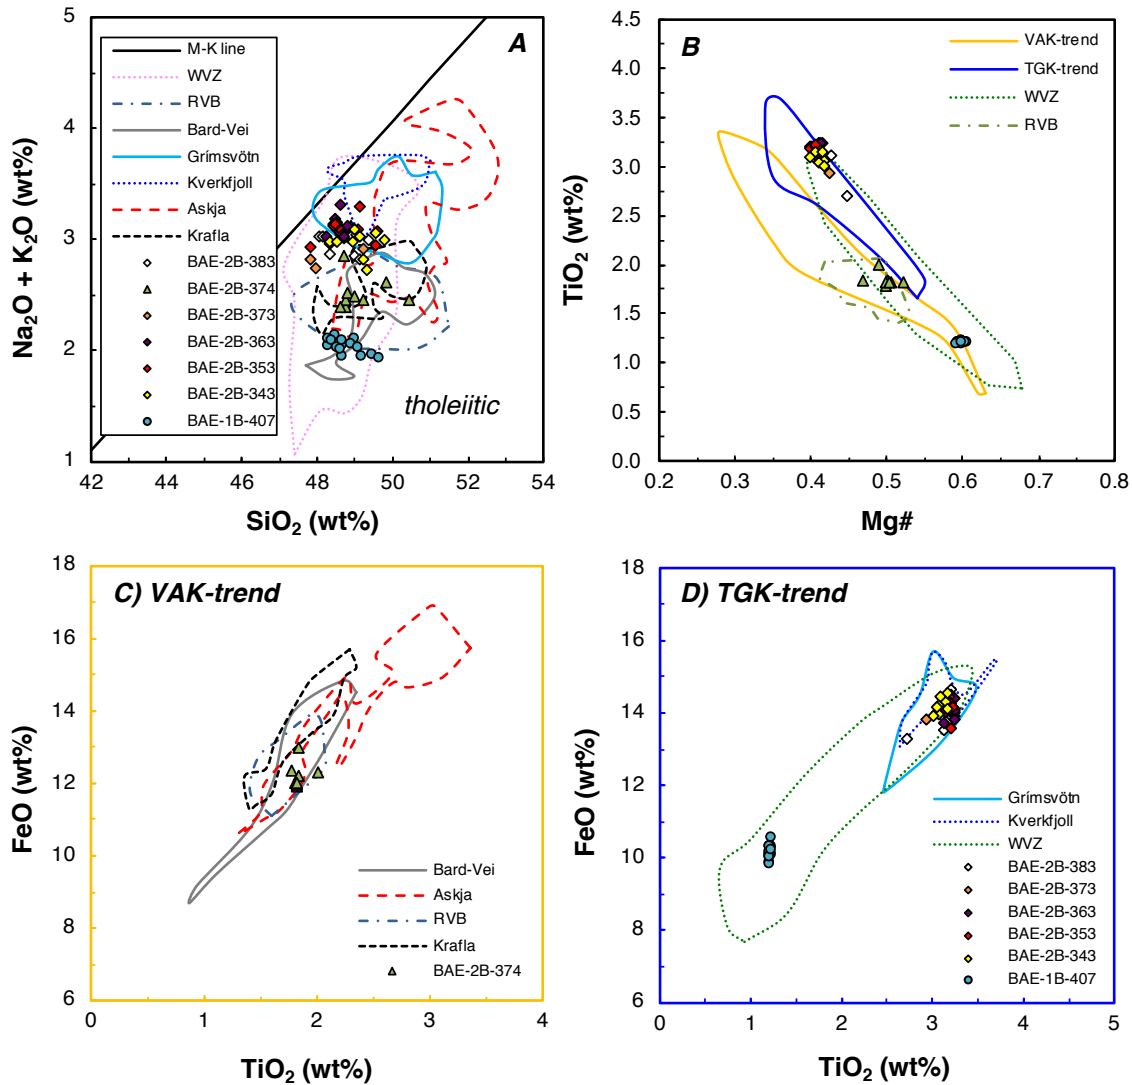 A
5
4
3
2
1
42
44
46
48
50
52
54
Na₂O + K₂O (wt%)
SiO₂ (wt%)
M-K line
WVZ
RVB
Bard-Vei
Grímsvötn
Kverkfjoll
Askja
Krafla
BAE-2B-383
BAE-2B-374
BAE-2B-373
BAE-2B-363
BAE-2B-353
BAE-2B-343
BAE-1B-407
tholeiitic
B
4.5
4.0
3.5
3.0
2.5
2.0
1.5
1.0
0.5
0.0
0.2
0.3
0.4
0.5
0.6
0.7
0.8
TiO₂ (wt%)
Mg#
VAK-trend
TGK-trend
WVZ
RVB
C) VAK-trend
18
16
14
12
10
8
6
0
1
2
3
4
FeO (wt%)
TiO₂ (wt%)
Bard-Vei
Askja
RVB
Krafla
BAE-2B-374
D) TGK-trend
18
16
14
12
10
8
6
0
1
2
3
4
5
FeO (wt%)
TiO₂ (wt%)
Grímsvötn
Kverkfjoll
WVZ
BAE-2B-383
BAE-2B-373
BAE-2B-363
BAE-2B-353
BAE-2B-343
BAE-1B-407